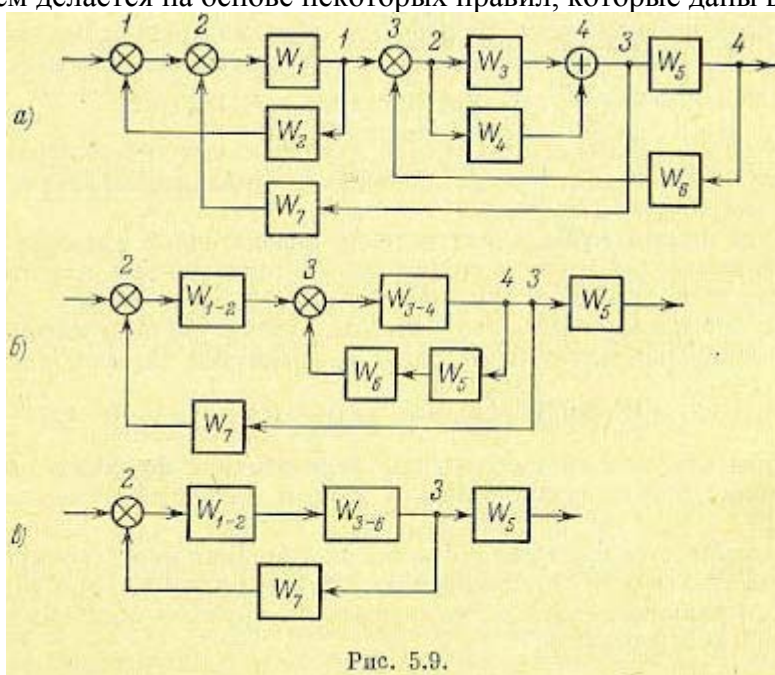 ем делается на основе некоторых правил, которые даны в
1 2 3 4
1 2 3 4
W1 W3 W5
а)
W2 W4
W7 W6
2 3 4 3
W1-2 W3-4 W5
б)
W6 W5
W7
2 3
W1-2 W3-6 W5
в)
W7
Рис. 5.9.